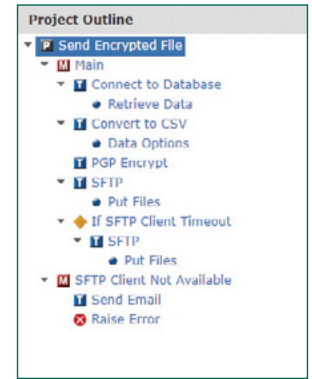 Project Outline
P Send Encrypted File
M Main
T Connect to Database
Retrieve Data
T Convert to CSV
Data Options
T PGP Encrypt
T SFTP
Put Files
If SFTP Client Timeout
T SFTP
Put Files
M SFTP Client Not Available
T Send Email
Raise Error